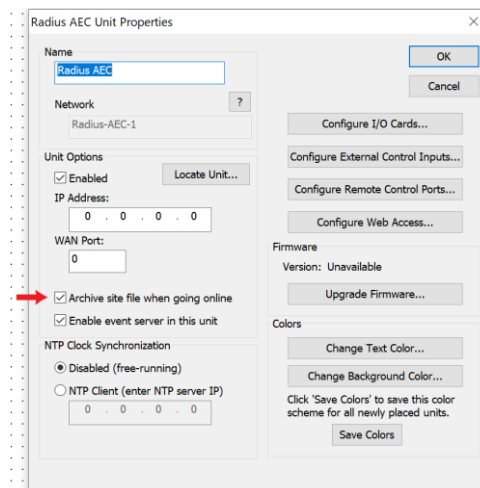 Radius AEC Unit Properties
Name
Radius AEC
Network
?
Radius-AEC-1
Unit Options
Enabled
Locate Unit...
IP Address:
0 . 0 . 0 . 0
WAN Port:
0
Archive site file when going online
Enable event server in this unit
NTP Clock Synchronization
Disabled (free-running)
NTP Client (enter NTP server IP)
0 . 0 . 0 . 0
OK
Cancel
Configure I/O Cards...
Configure External Control Inputs...
Configure Remote Control Ports...
Configure Web Access...
Firmware
Version: Unavailable
Upgrade Firmware...
Colors
Change Text Color...
Change Background Color...
Click 'Save Colors' to save this color
scheme for all newly placed units.
Save Colors